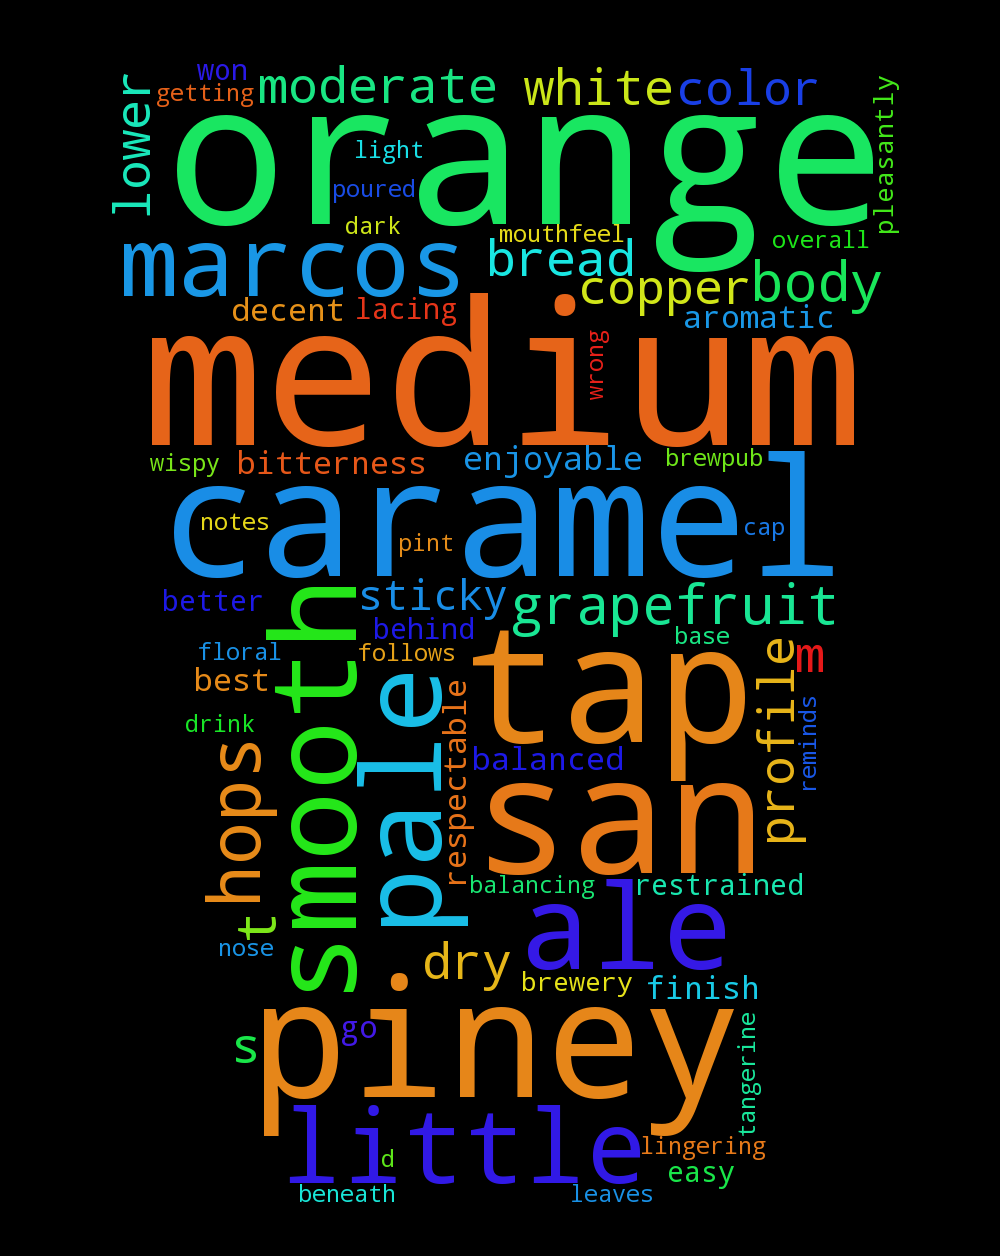 won
getting
moderate
white
color
lower
orange
pleasantly
light
poured
dark
mouthfeel
overall
marcos
bread
copper
body
decent
lacing
aromatic
medium
wrong
wispy
bitterness
enjoyable
brewpub
caramel
notes
pint
cap
better
sticky
grapefruit
behind
base
floral
follows
best
tap
m
drink
smooth
pale
respectable
profile
reminds
hops
balanced
san
balancing
restrained
t
nose
ale
dry
brewery
finish
piney
s
go
tangerine
little
lingering
d
easy
beneath
leaves